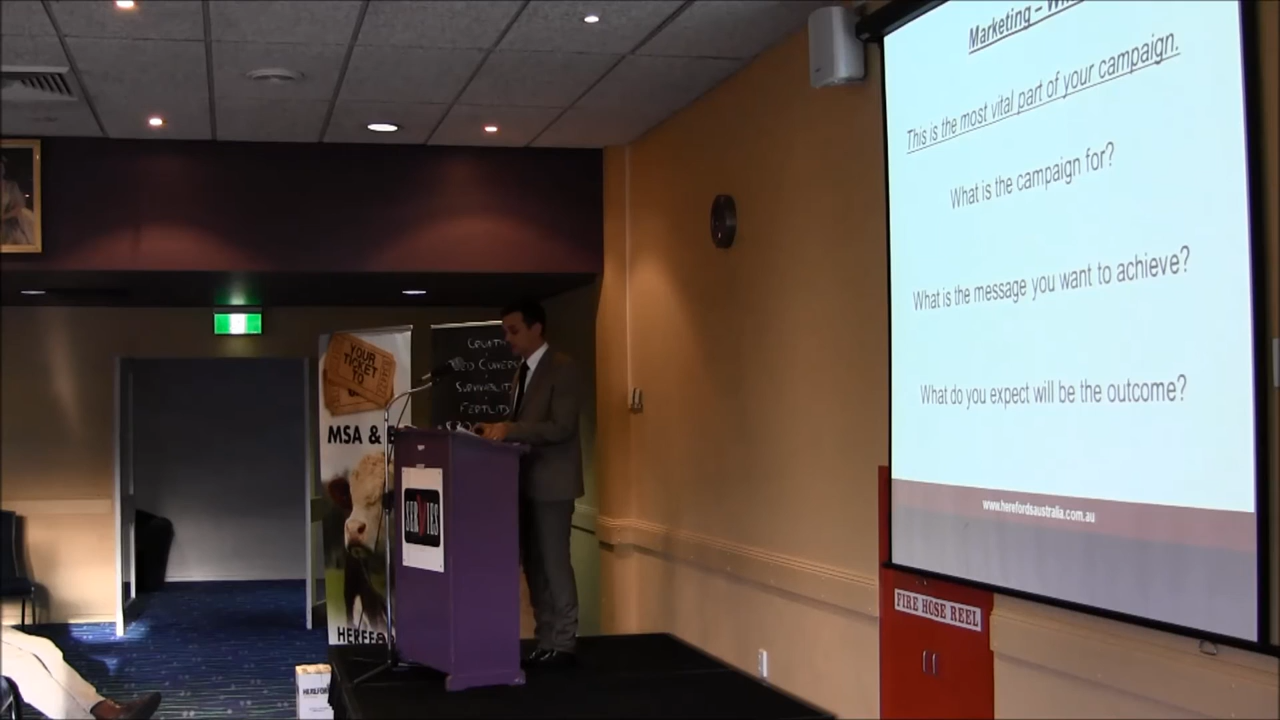 Marketing –
This is the most vital part of your campaign.
What is the campaign for?
What is the message you want to achieve?
What do you expect will be the outcome?
www.herefordsaustralia.com.au
FIRE HOSE REEL
YOUR
TICKET
TO
MSA &
SERVIES